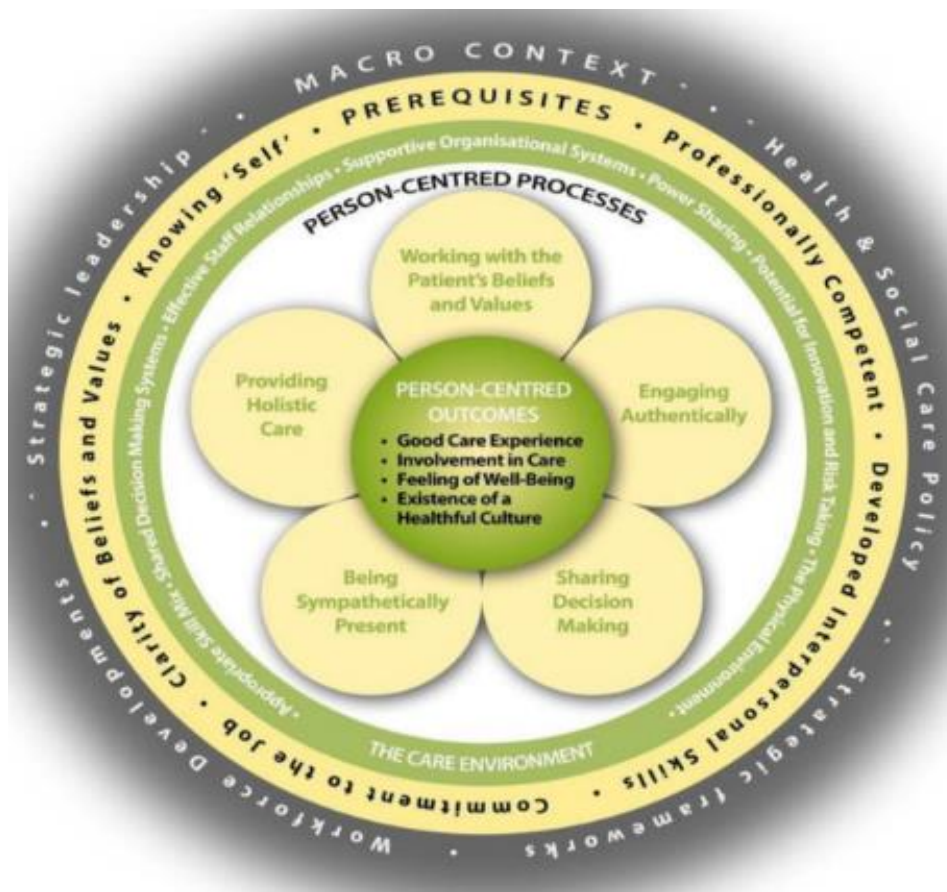 MACRO CONTEXT
Health & Social Care Policy
Strategic frameworks
Workforce Developments
Strategic leadership
PREREQUISITES
Professionally Competent
Developed Interpersonal Skills
Commitment to the Job
Clarity of Beliefs and Values
Knowing 'Self'
THE CARE ENVIRONMENT
Appropriate Skill Mix
Shared Decision Making Systems
Effective Staff Relationships
Supportive Organisational Systems
Power Sharing
Potential for Innovation and Risk Taking
The Physical Environment
PERSON-CENTRED PROCESSES
Working with the
Patient's Beliefs
and Values
Engaging
Authentically
Sharing
Decision
Making
Being
Sympathetically
Present
Providing
Holistic
Care
PERSON-CENTRED
OUTCOMES
• Good Care Experience
• Involvement in Care
• Feeling of Well-Being
• Existence of a
Healthful Culture